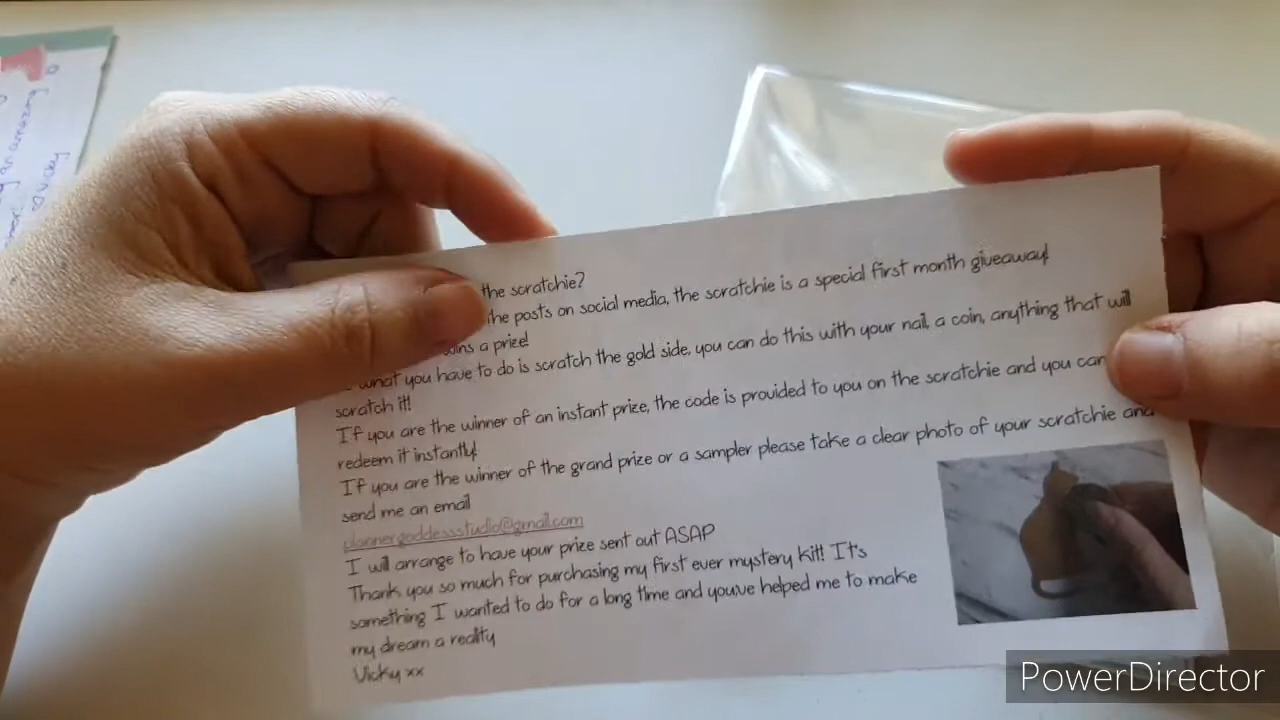 the scratchie?
the posts on social media, the scratchie is a special first month giveaway!
wins a prize!
what you have to do is scratch the gold side, you can do this with your nail, a coin, anything that will
scratch it!
If you are the winner of an instant prize, the code is provided to you on the scratchie and you can
redeem it instantly!
If you are the winner of the grand prize or a sampler please take a clear photo of your scratchie and
send me an email
plannergoddessstudio@gmail.com
I will arrange to have your prize sent out ASAP
Thank you so much for purchasing my first ever mystery kit! It's
something I wanted to do for a long time and youve helped me to make
my dream a reality
Vicky xx
PowerDirector